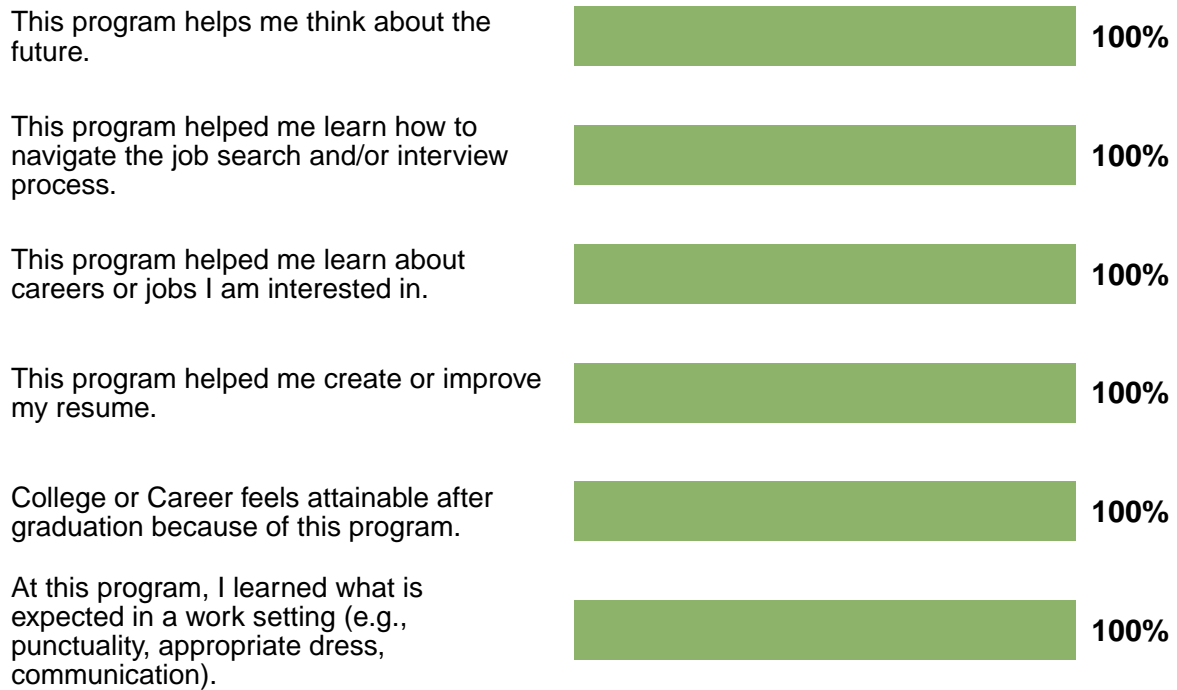 This program helps me think about the
future.
100%
This program helped me learn how to
navigate the job search and/or interview
process.
100%
This program helped me learn about
careers or jobs I am interested in.
100%
This program helped me create or improve
my resume.
100%
College or Career feels attainable after
graduation because of this program.
100%
At this program, I learned what is
expected in a work setting (e.g.,
punctuality, appropriate dress,
communication).
100%